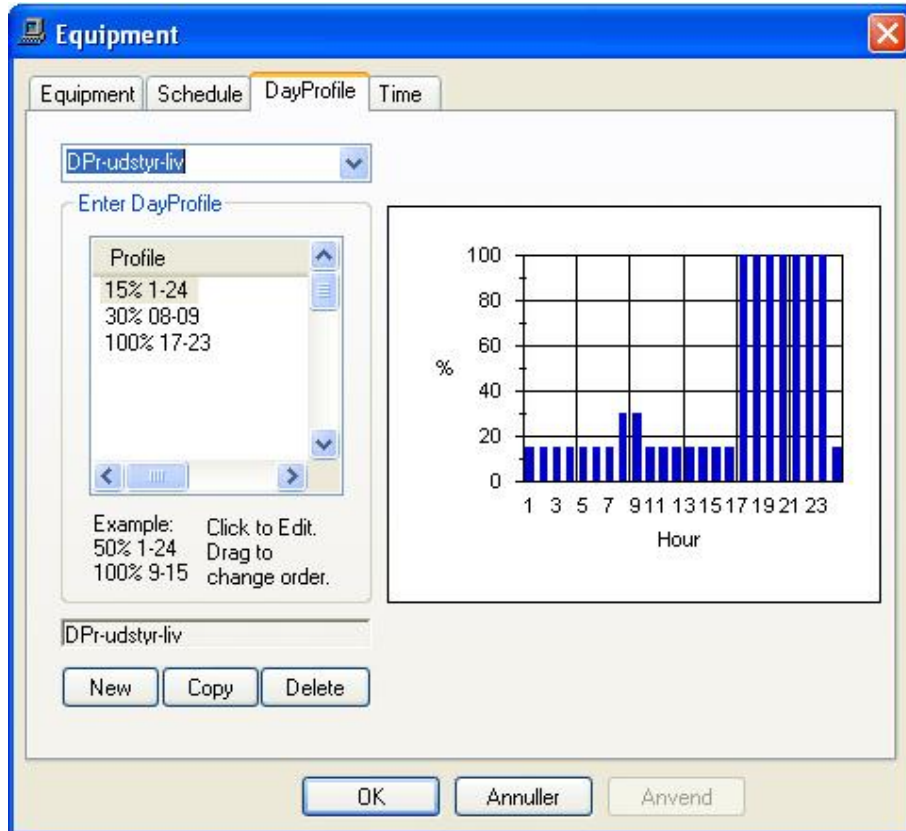 Equipment
Equipment Schedule DayProfile Time
DPr-udstyr-liv
Enter DayProfile
Profile
15% 1-24
30% 08-09
100% 17-23
Example:
50% 1-24
100% 9-15
Click to Edit.
Drag to
change order.
DPr-udstyr-liv
New Copy Delete
100
80
60
40
20
0
%
1 3 5 7 9 11 13 15 17 19 21 23
Hour
OK Annuller Anvend